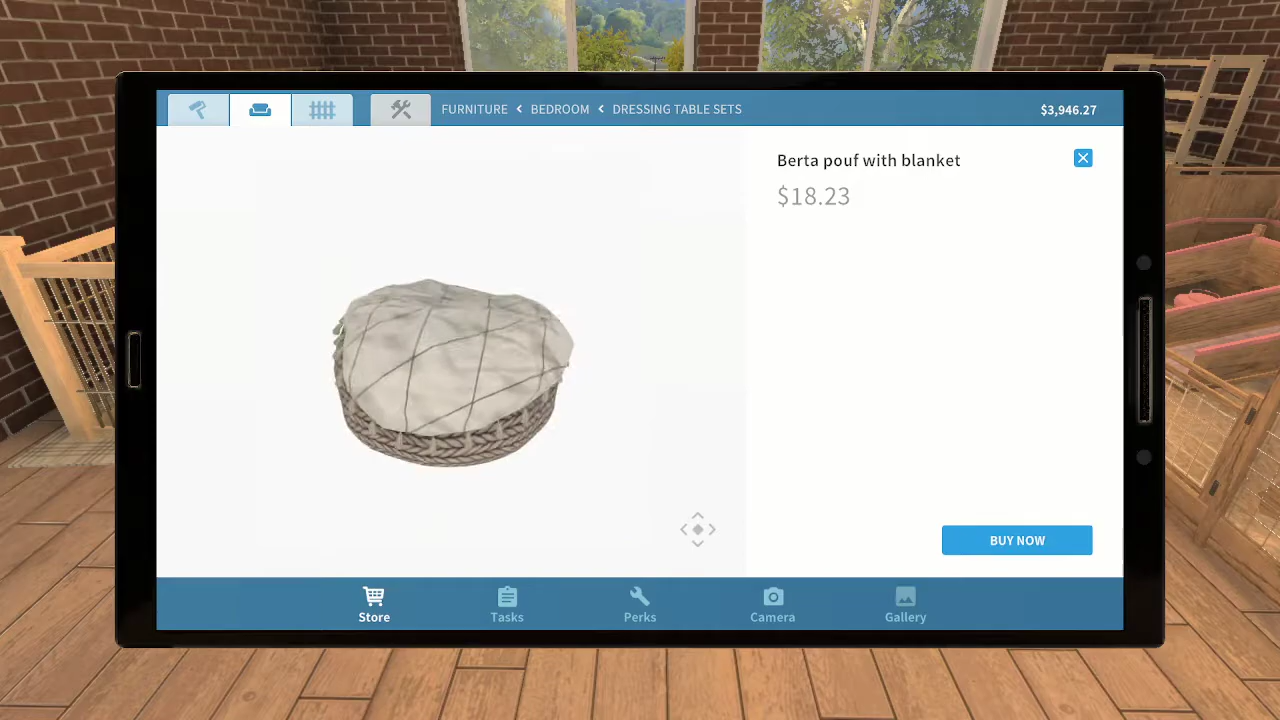 FURNITURE < BEDROOM < DRESSING TABLE SETS
$3,946.27
Berta pouf with blanket
$18.23
BUY NOW
Store
Tasks
Perks
Camera
Gallery